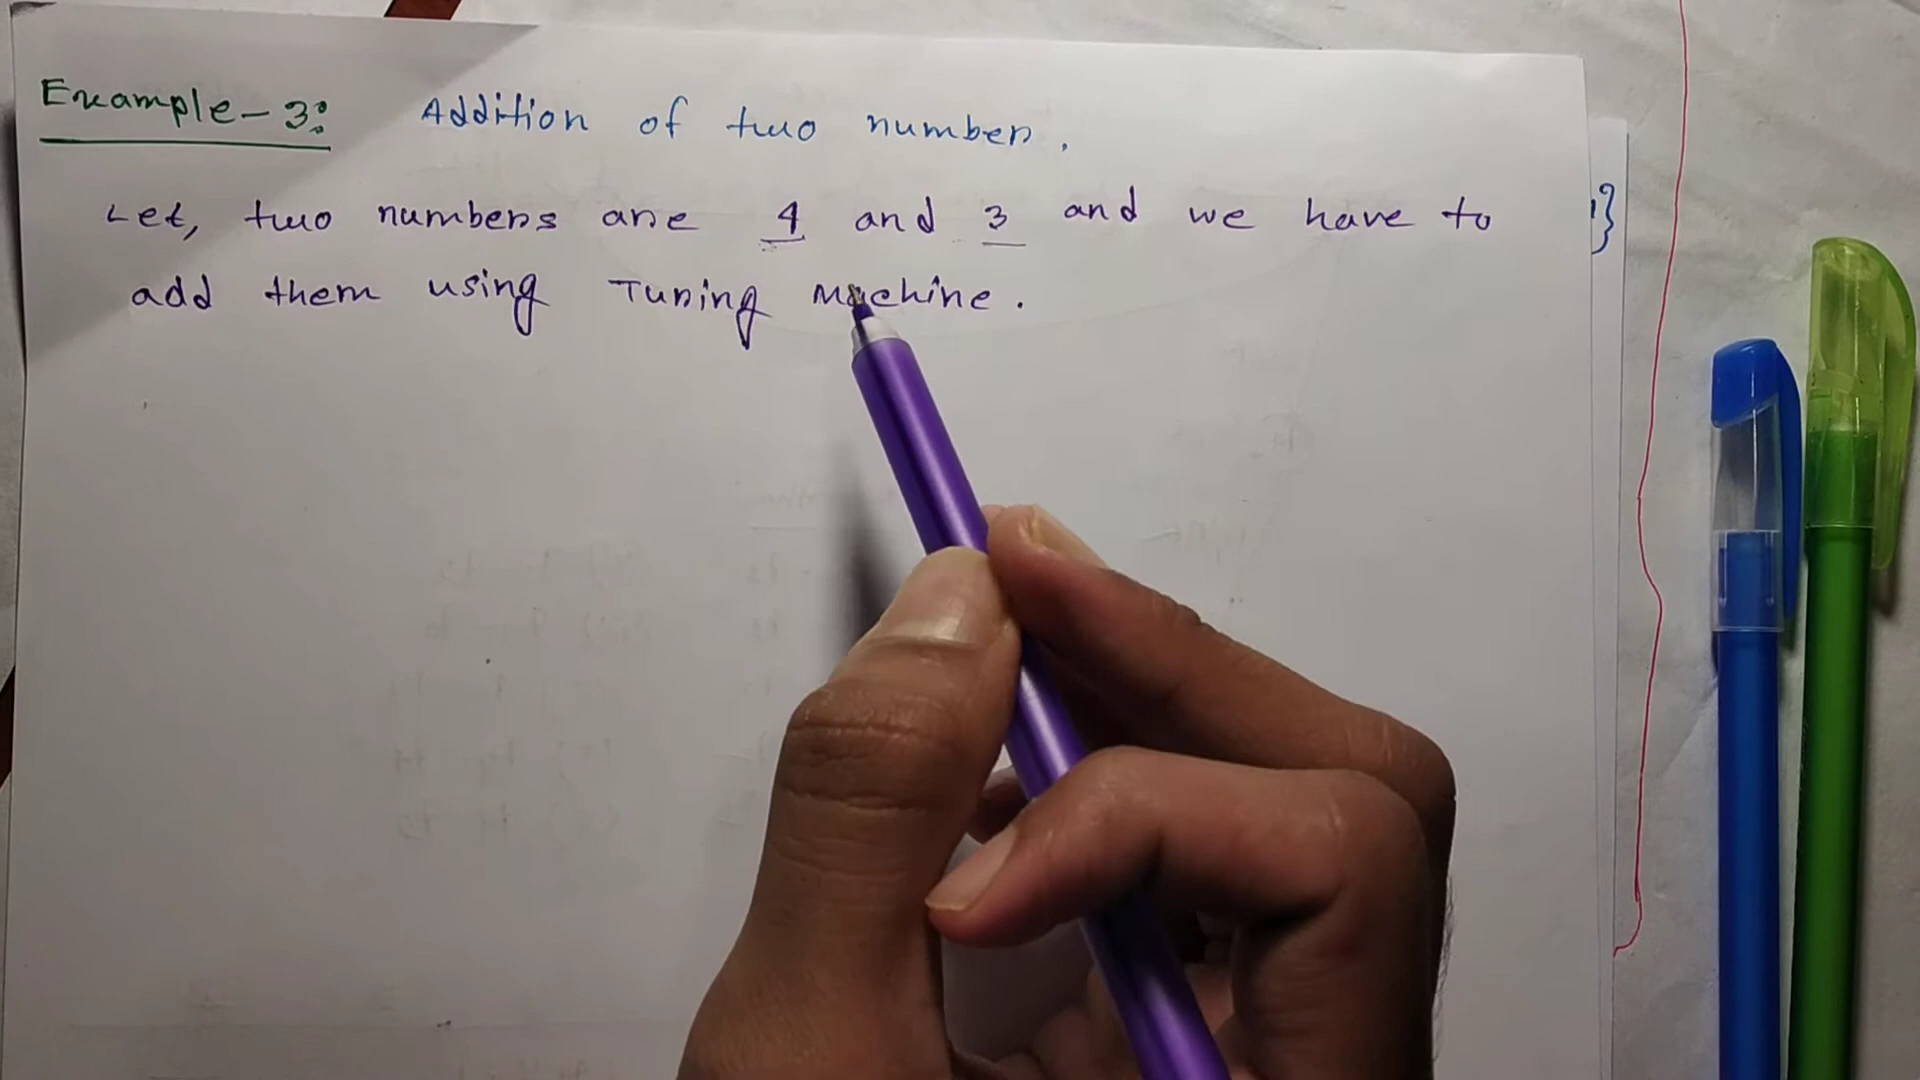 Example-3:
Addition of two number.
Let, two numbers are 4 and 3 and we have to
add them using Turing Machine.
}